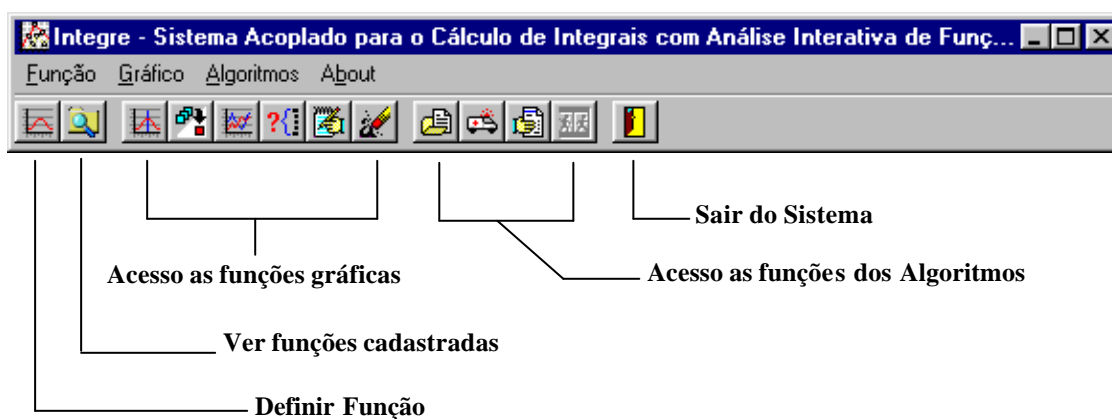 Integre - Sistema Acoplado para o Cálculo de Integrais com Análise Interativa de Funç...
Função Gráfico Algoritmos About
?{
Sair do Sistema
Acesso as funções gráficas
Acesso as funções dos Algoritmos
Ver funções cadastradas
Definir Função